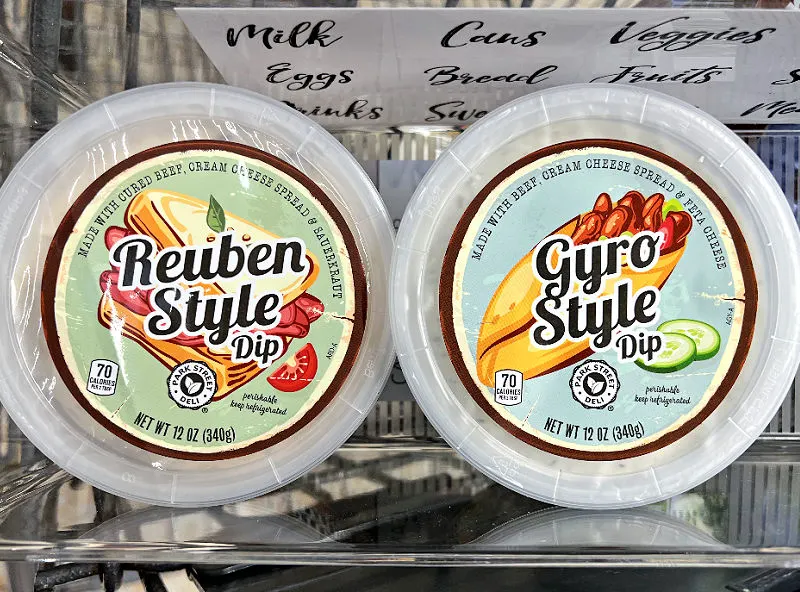 Milk Cans Veggies
Eggs Bread Fruits
MADE WITH CURED BEEF, CREAM CHEESE SPREAD & SAUERKRAUT
Reuben
Style
Dip
70
CALORIES
PARK STREET
DELI
®
perishable
keep refrigerated
NET WT 12 OZ (340g)
MADE WITH BEEF, CREAM CHEESE SPREAD & FETA CHEESE
Gyro
Style
Dip
70
CALORIES
PARK STREET
DELI
®
perishable
keep refrigerated
NET WT 12 OZ (340g)